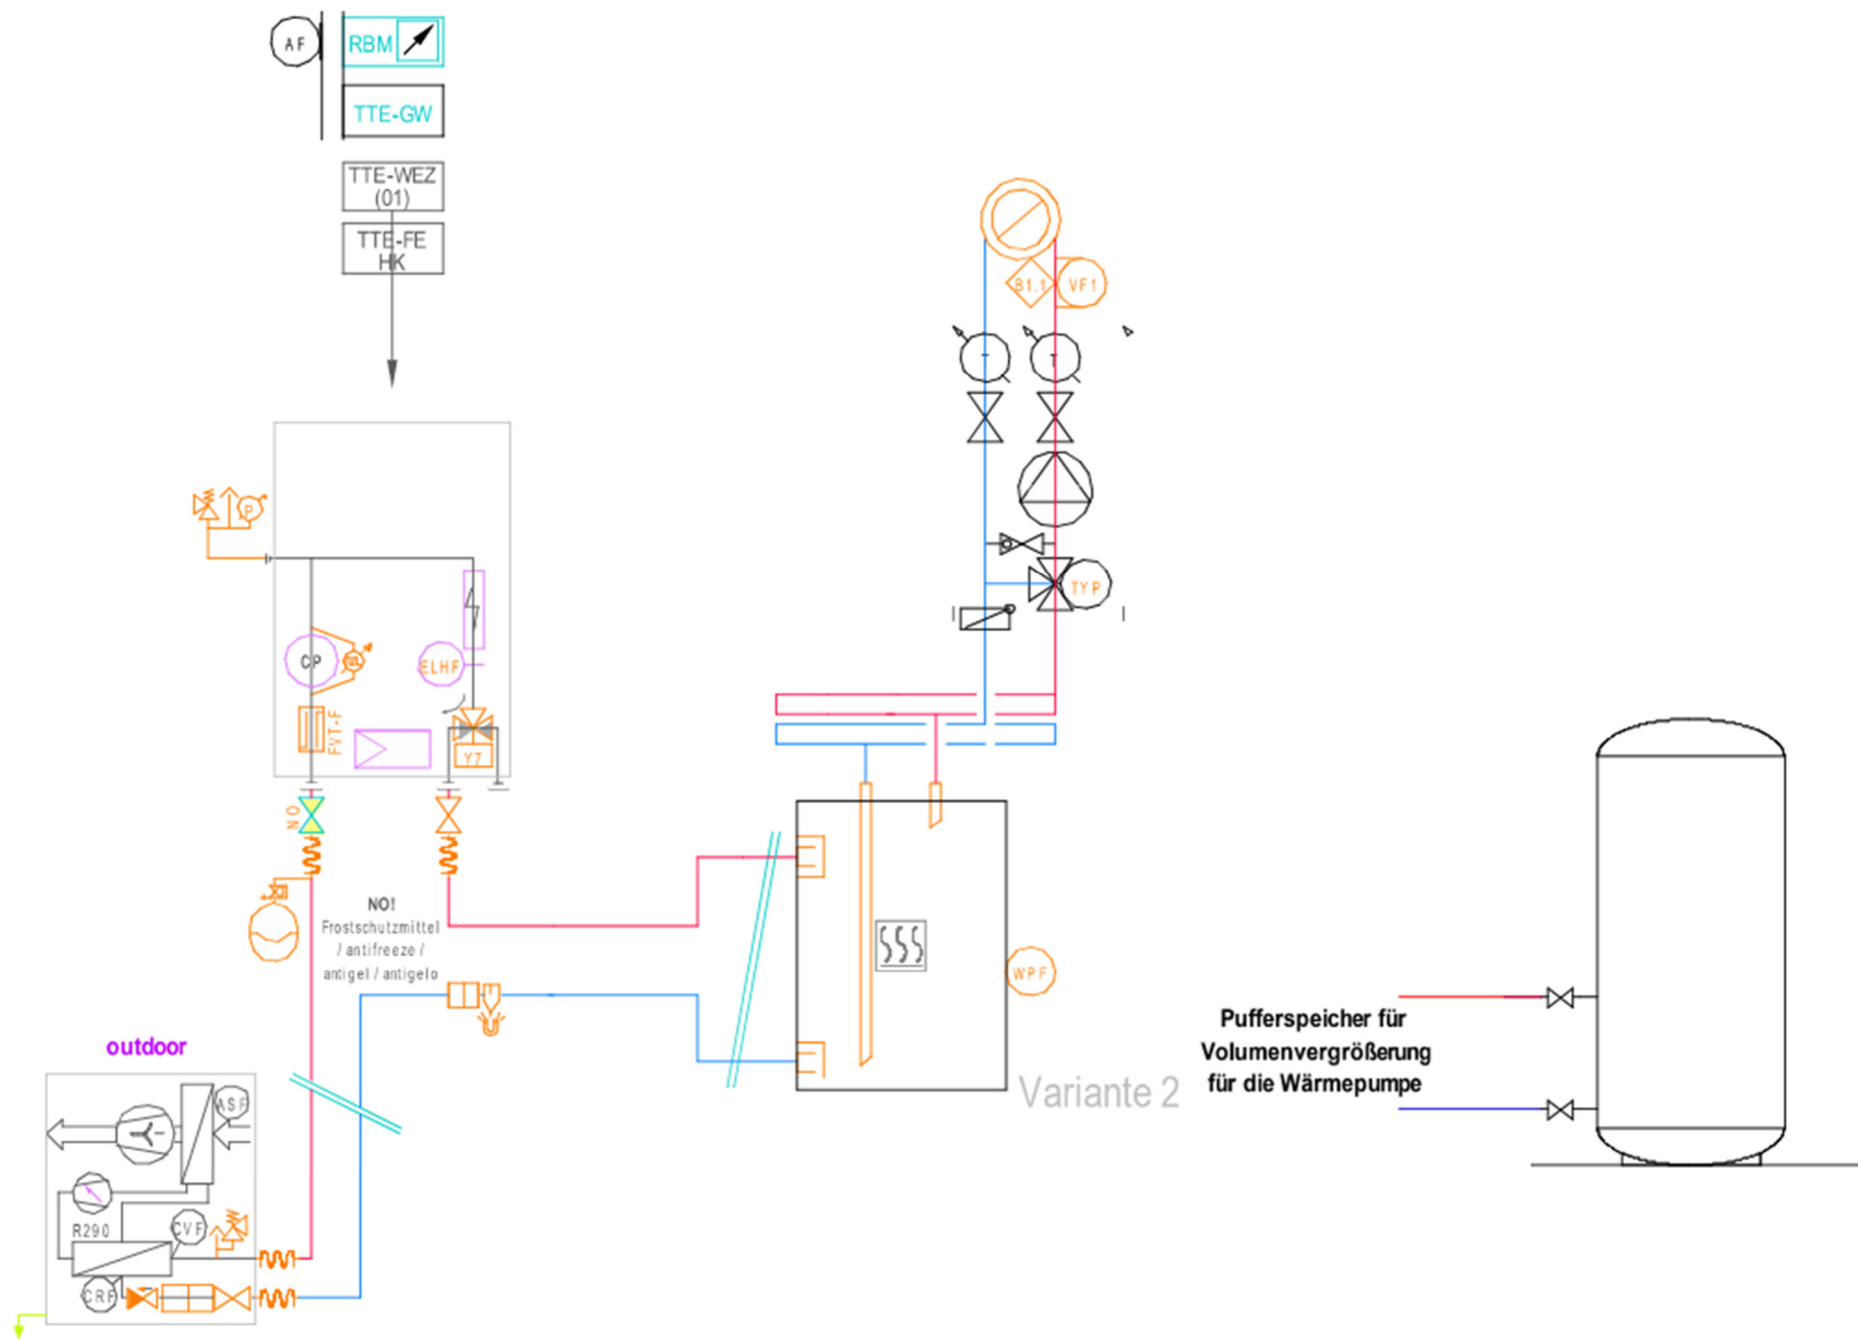 AF
RBM
TTE-GW
TTE-WEZ
(01)
TTE-FE
HK
B1.1
VF1
T
T
P
TYP
CP
ELHF
FVT-F
Y7
NO
NO!
Frostschutzmittel
/ antifreeze /
antigel / antigelo
WPF
outdoor
Variante 2
Pufferspeicher für
Volumenvergrößerung
für die Wärmepumpe
ASF
R290
CVF
CRF